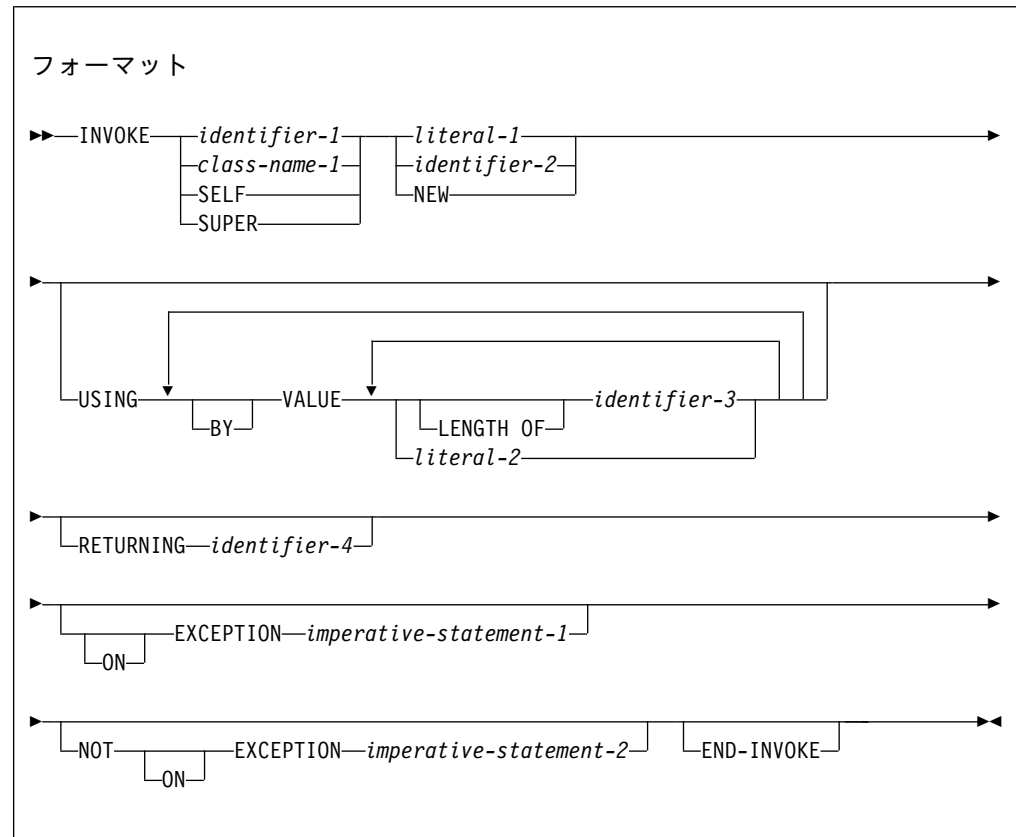 フォーマット
INVOKE identifier-1 literal-1
class-name-1 identifier-2
SELF NEW
SUPER
USING VALUE identifier-3
BY LENGTH OF
literal-2
RETURNING identifier-4
EXCEPTION imperative-statement-1
ON
NOT EXCEPTION imperative-statement-2 END-INVOKE
ON